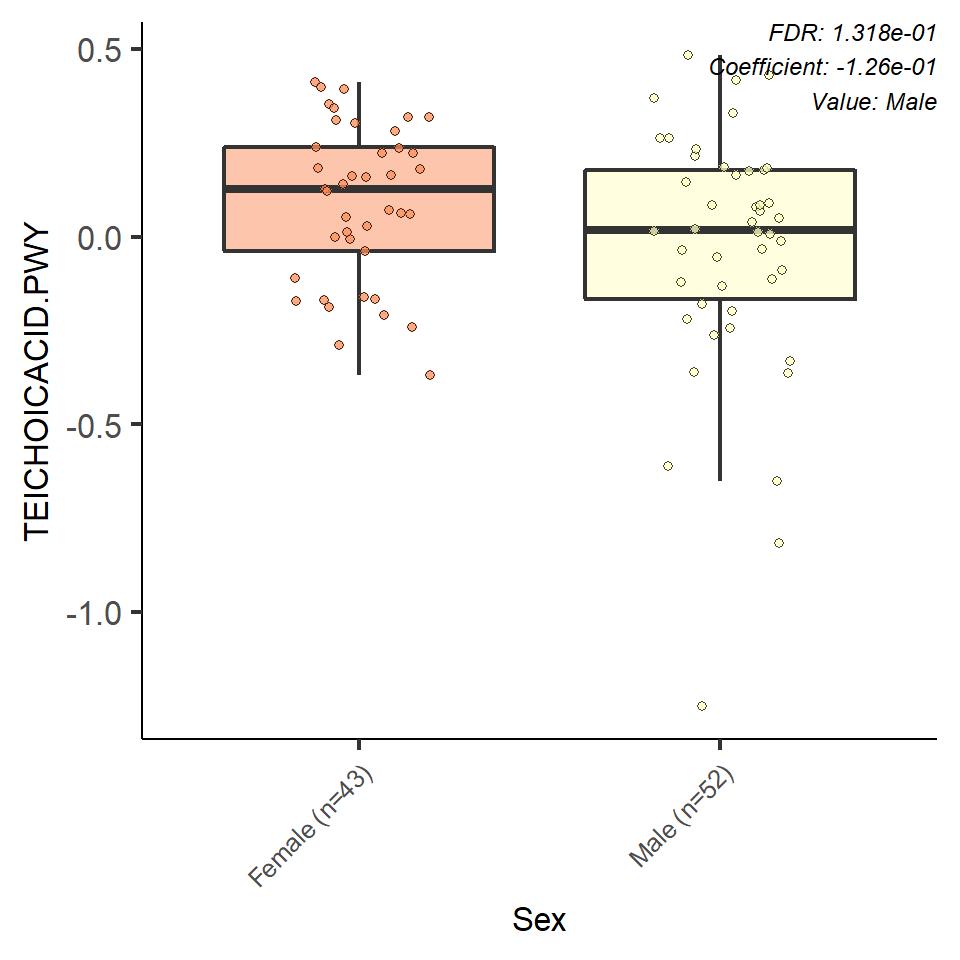 FDR: 1.318e-01
Coefficient: -1.26e-01
Value: Male
0.5
0.0
-0.5
-1.0
TEICHOICACID.PWY
Female (n=43)
Male (n=52)
Sex